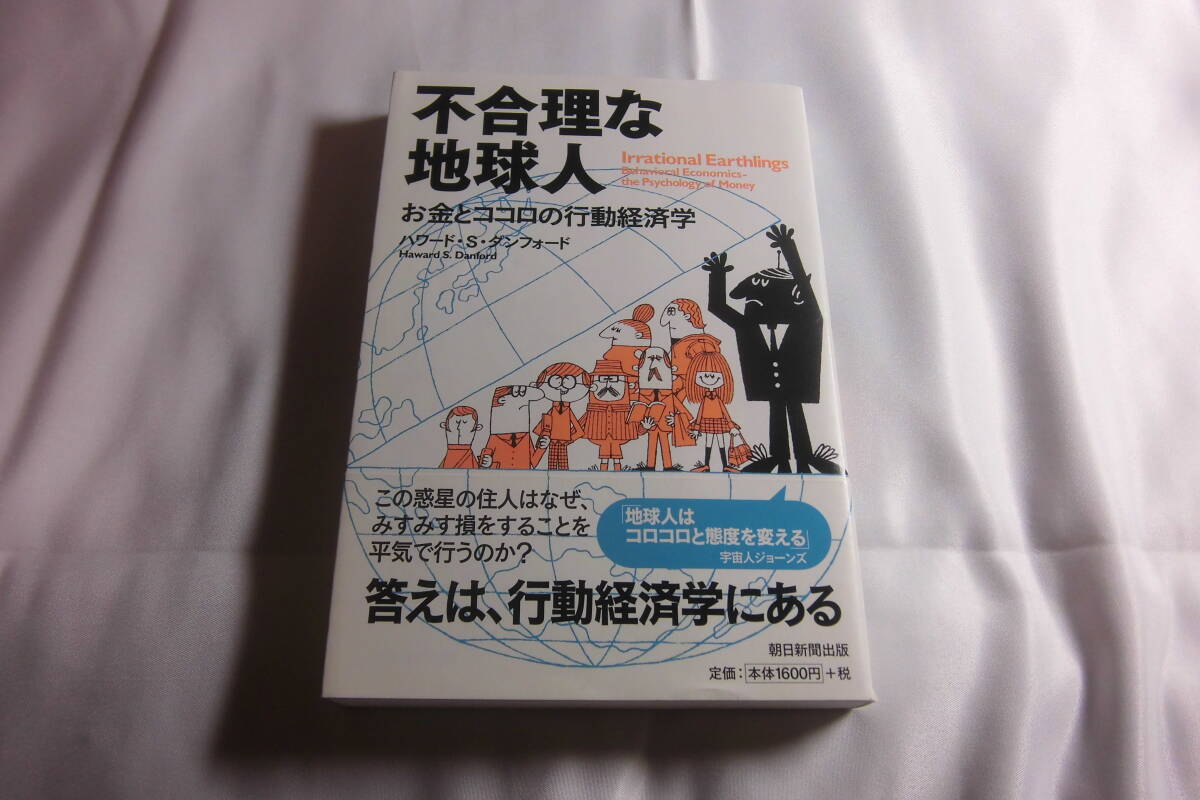 不合理な
地球人
Irrational Earthlings
Behavioral Economics-
the Psychology of Money
お金とココロの行動経済学
ハワード・S・ダンフォード
Haward S. Danford
この惑星の住人はなぜ、
みすみす損をすることを
平気で行うのか?
「地球人は
コロコロと態度を変える」
宇宙人ジョーンズ
答えは、行動経済学にある
朝日新聞出版
定価:本体1600円+税